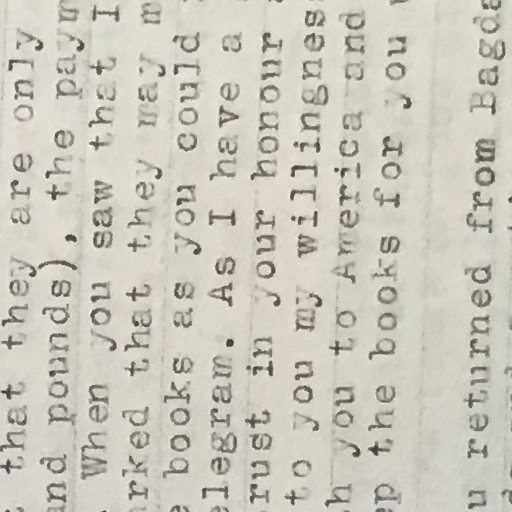 that they are only
and pounds), the paym
. When you saw that I
rked that they may m
e books as you could
elegram. As I have a
rust in your honour
to you my willingnes
h you to America and
ep the books for you
u returned from Bagda